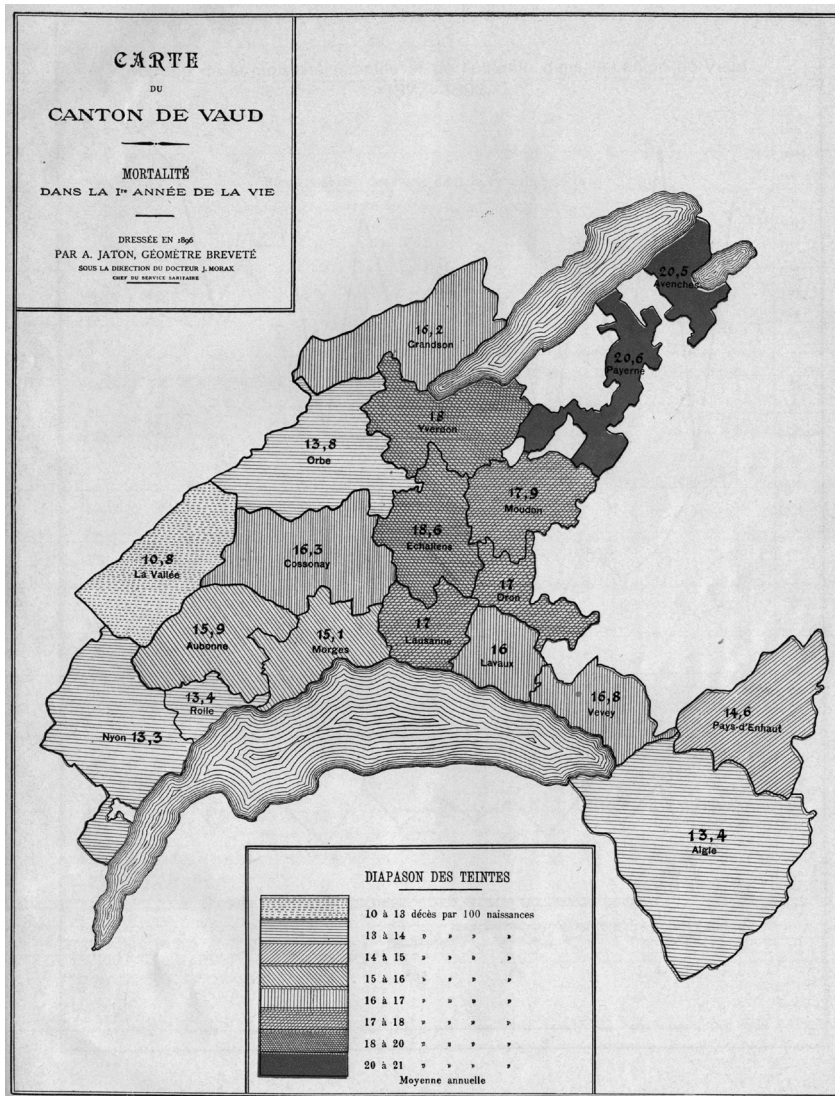 CARTE
DU
CANTON DE VAUD
MORTALITÉ
DANS LA Ire ANNÉE DE LA VIE
DRESSÉE EN 1896
PAR A. JATON, GÉOMÈTRE BREVETÉ
SOUS LA DIRECTION DU DOCTEUR J. MORAX
CHEF DU SERVICE SANITAIRE
20,5
Avenches
16,2
Grandson
20,6
Payerne
18
Yverdon
13,8
Orbe
17,9
Moudon
18,6
Echallens
16,3
Cossonay
10,8
La Vallée
17
Oron
15,9
Aubonne
15,1
Morges
17
Lausanne
16
Lavaux
13,4
Rolle
16,8
Vevey
14,6
Pays-d'Enhaut
Nyon 13,3
13,4
Aigle
DIAPASON DES TEINTES
10 à 13 décès par 100 naissances
13 à 14 » » » »
14 à 15 » » » »
15 à 16 » » » »
16 à 17 » » » »
17 à 18 » » » »
18 à 20 » » » »
20 à 21 » » » »
Moyenne annuelle